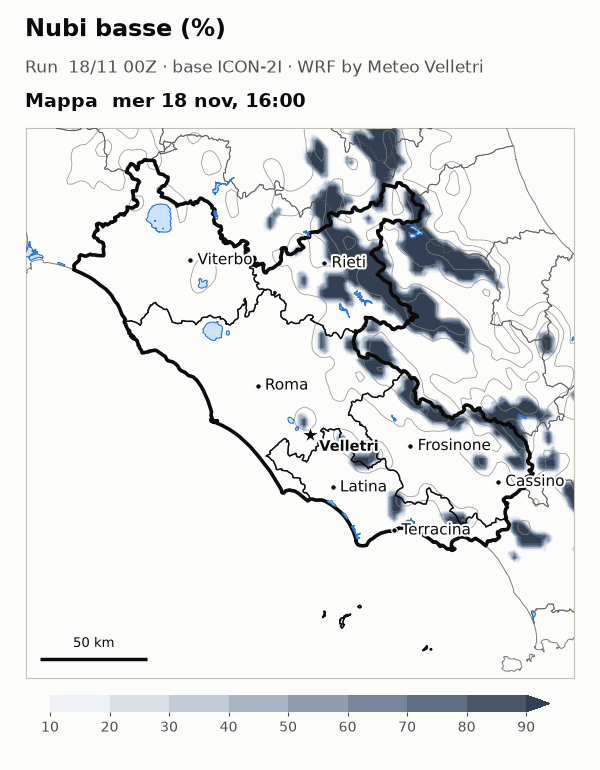 Nubi basse (%)
Run 18/11 00Z · base ICON-2I · WRF by Meteo Velletri
Mappa mer 18 nov, 16:00
Viterbo
Rieti
Roma
Velletri
Frosinone
Latina
Cassino
Terracina
50 km
10 20 30 40 50 60 70 80 90